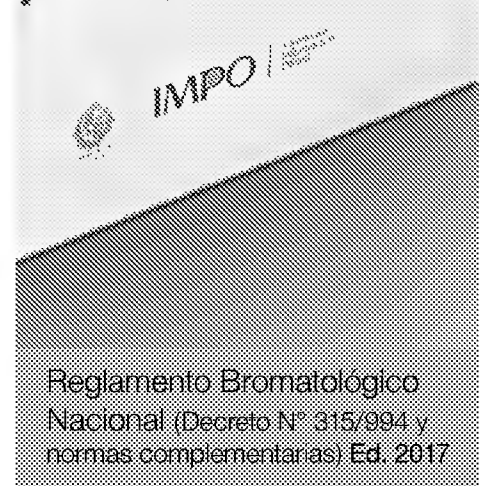 IMPO
Reglamento Bromatológico
Nacional (Decreto N° 315/994 y
normas complementarias) Ed. 2017